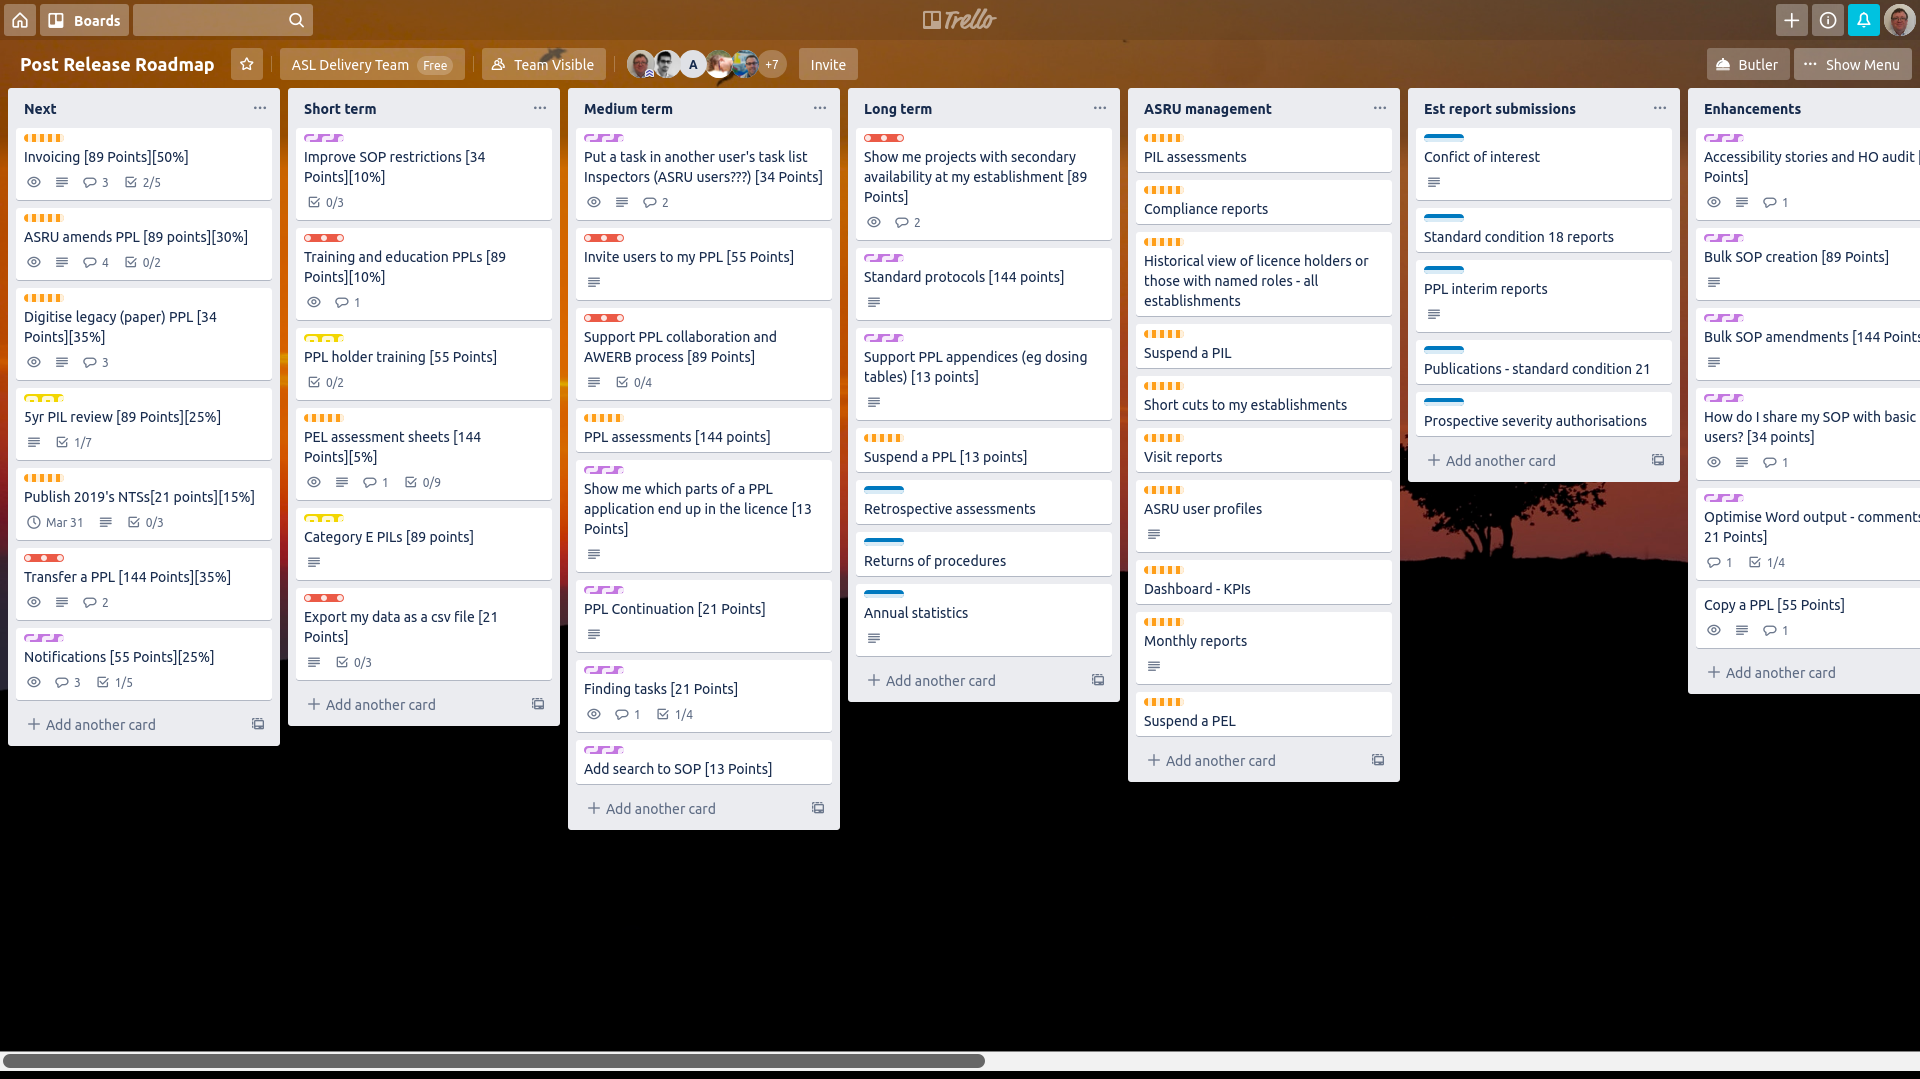 Boards
Trello
Post Release Roadmap
ASL Delivery Team Free
Team Visible
A
+7
Invite
Butler
Show Menu
Next
Invoicing [89 Points][50%]
3 2/5
ASRU amends PPL [89 points][30%]
4 0/2
Digitise legacy (paper) PPL [34
Points][35%]
3
5yr PIL review [89 Points][25%]
1/7
Publish 2019's NTSs[21 points][15%]
Mar 31 0/3
Transfer a PPL [144 Points][35%]
2
Notifications [55 Points][25%]
3 1/5
Add another card
Short term
Improve SOP restrictions [34
Points][10%]
0/3
Training and education PPLs [89
Points][10%]
1
PPL holder training [55 Points]
0/2
PEL assessment sheets [144
Points][5%]
1 0/9
Category E PILs [89 points]
Export my data as a csv file [21
Points]
0/3
Add another card
Medium term
Put a task in another user's task list
Inspectors (ASRU users???) [34 Points]
2
Invite users to my PPL [55 Points]
Support PPL collaboration and
AWERB process [89 Points]
0/4
PPL assessments [144 points]
Show me which parts of a PPL
application end up in the licence [13
Points]
PPL Continuation [21 Points]
Finding tasks [21 Points]
1 1/4
Add search to SOP [13 Points]
Add another card
Long term
Show me projects with secondary
availability at my establishment [89
Points]
2
Standard protocols [144 points]
Support PPL appendices (eg dosing
tables) [13 points]
Suspend a PPL [13 points]
Retrospective assessments
Returns of procedures
Annual statistics
Add another card
ASRU management
PIL assessments
Compliance reports
Historical view of licence holders or
those with named roles - all
establishments
Suspend a PIL
Short cuts to my establishments
Visit reports
ASRU user profiles
Dashboard - KPIs
Monthly reports
Suspend a PEL
Add another card
Est report submissions
Confict of interest
Standard condition 18 reports
PPL interim reports
Publications - standard condition 21
Prospective severity authorisations
Add another card
Enhancements
Accessibility stories and HO audit [
Points]
1
Bulk SOP creation [89 Points]
Bulk SOP amendments [144 Points
How do I share my SOP with basic
users? [34 points]
1
Optimise Word output - comments
21 Points]
1 1/4
Copy a PPL [55 Points]
1
Add another card